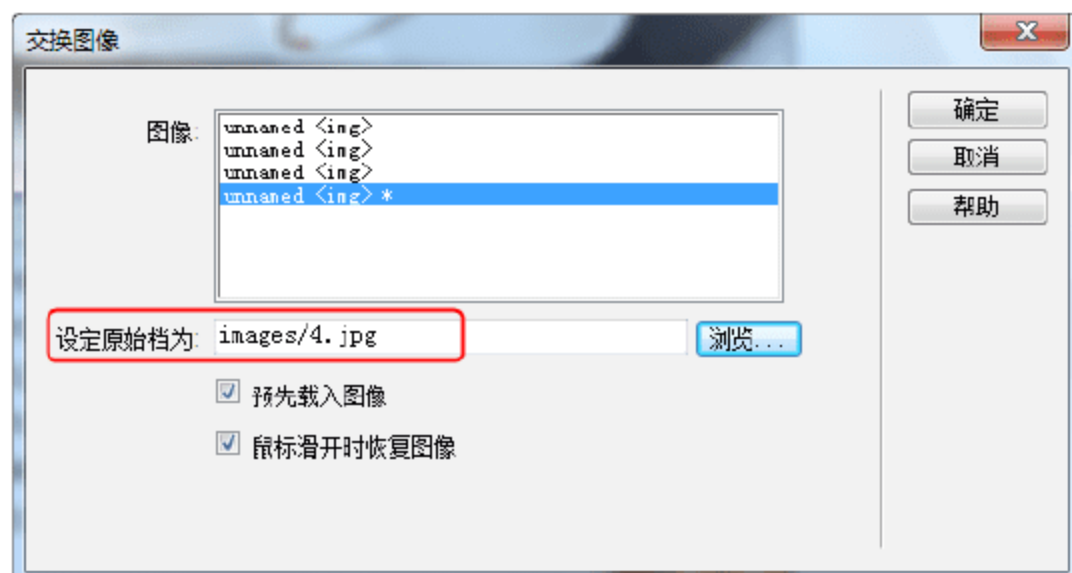 交换图像
图像:
unnamed <img>
unnamed <img>
unnamed <img>
unnamed <img> *
设定原始档为: images/4.jpg 浏览...
预先载入图像
鼠标滑开时恢复图像
确定
取消
帮助